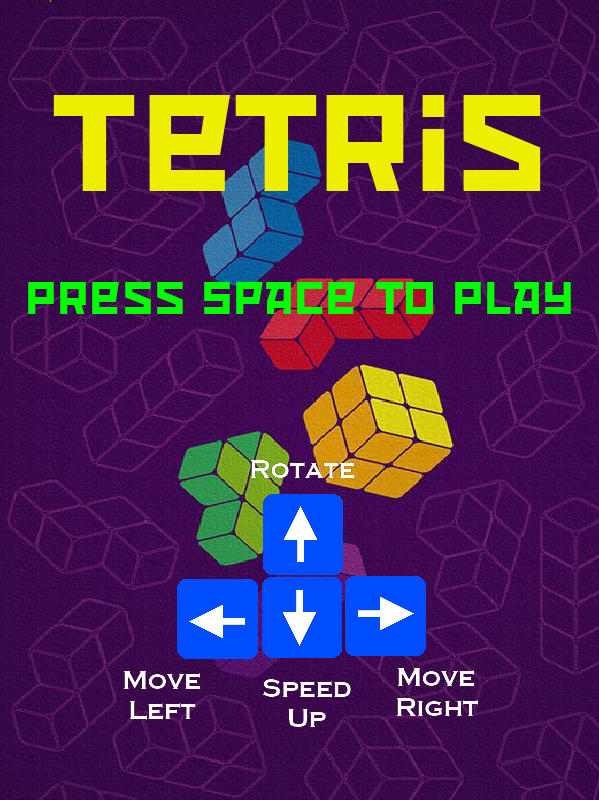 TETRiS
PRESS SPACE TO PLAY
ROTATE
MOVE
LEFT
SPEED
UP
MOVE
RIGHT